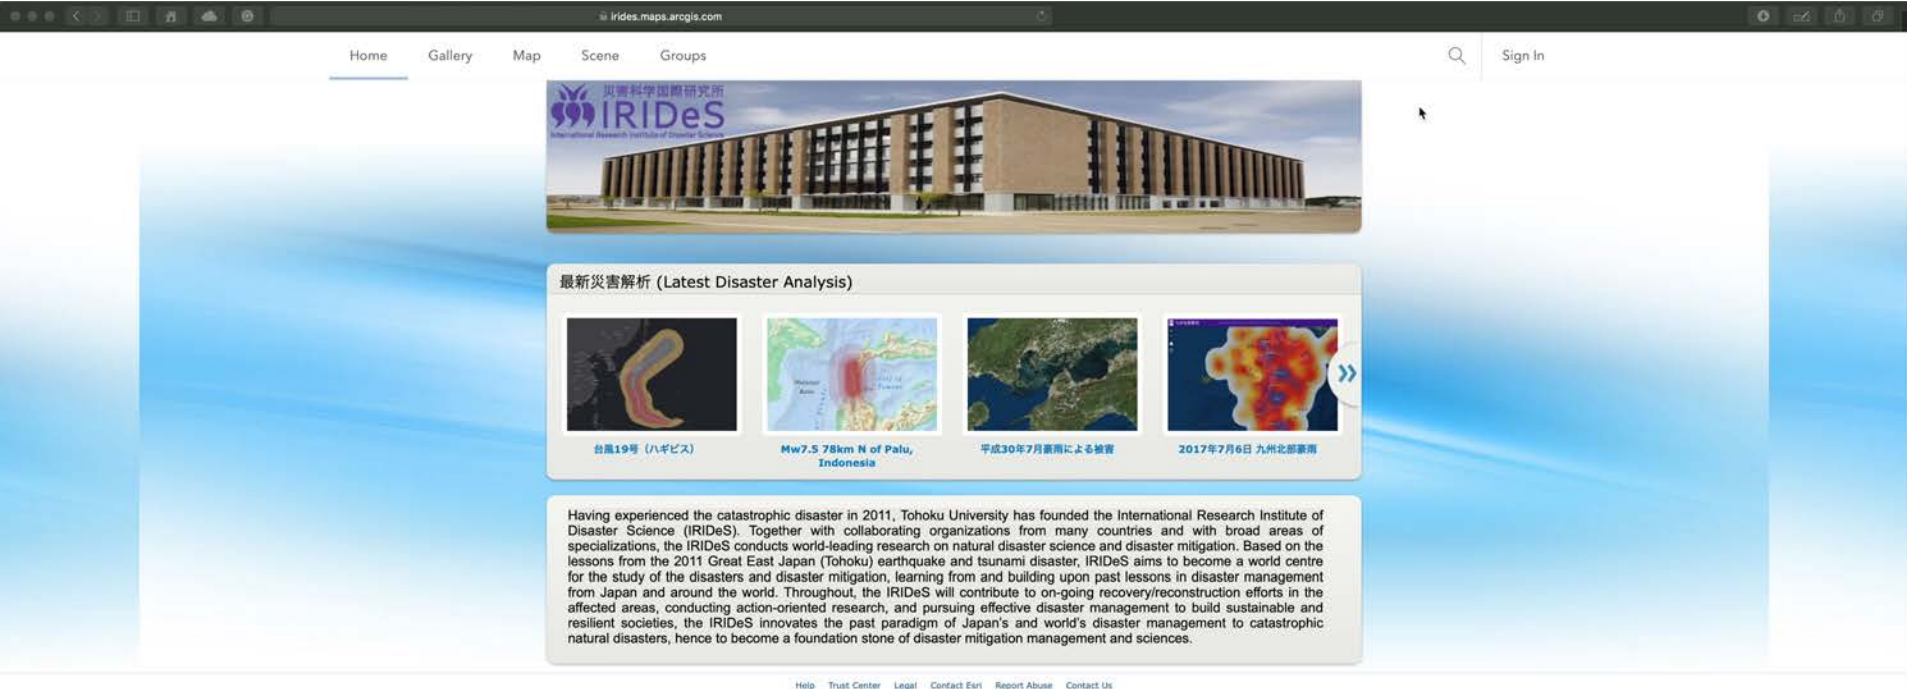 irides.maps.arcgis.com
Home Gallery Map Scene Groups Sign In
災害科学国際研究所
IRIDeS
International Research Institute of Disaster Science
最新災害解析 (Latest Disaster Analysis)
台風19号（ハギビス）
Mw7.5 78km N of Palu,
Indonesia
平成30年7月豪雨による被害
2017年7月6日 九州北部豪雨
Having experienced the catastrophic disaster in 2011, Tohoku University has founded the International Research Institute of
Disaster Science (IRIDeS). Together with collaborating organizations from many countries and with broad areas of
specializations, the IRIDeS conducts world-leading research on natural disaster science and disaster mitigation. Based on the
lessons from the 2011 Great East Japan (Tohoku) earthquake and tsunami disaster, IRIDeS aims to become a world centre
for the study of the disasters and disaster mitigation, learning from and building upon past lessons in disaster management
from Japan and around the world. Throughout, the IRIDeS will contribute to on-going recovery/reconstruction efforts in the
affected areas, conducting action-oriented research, and pursuing effective disaster management to build sustainable and
resilient societies, the IRIDeS innovates the past paradigm of Japan's and world's disaster management to catastrophic
natural disasters, hence to become a foundation stone of disaster mitigation management and sciences.
Help Trust Center Legal Contact Esri Report Abuse Contact Us